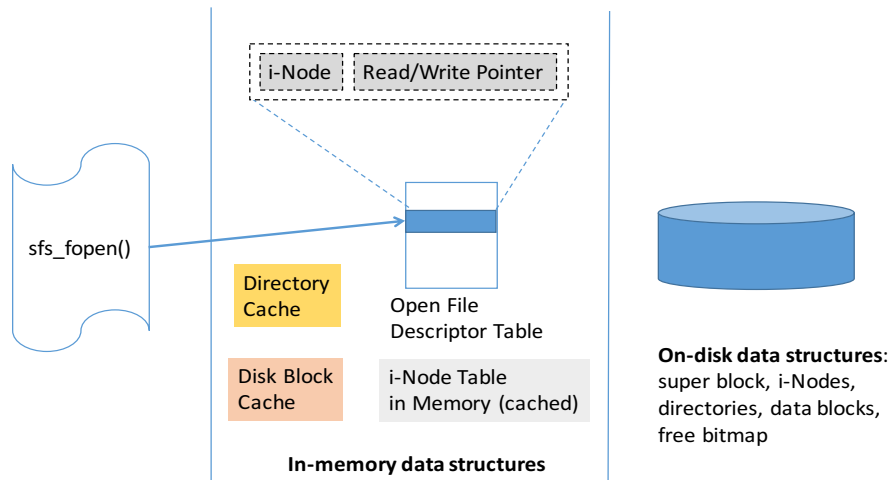 i-Node
Read/Write Pointer
sfs_fopen()
Directory
Cache
Open File
Descriptor Table
Disk Block
Cache
i-Node Table
in Memory (cached)
In-memory data structures
On-disk data structures:
super block, i-Nodes,
directories, data blocks,
free bitmap